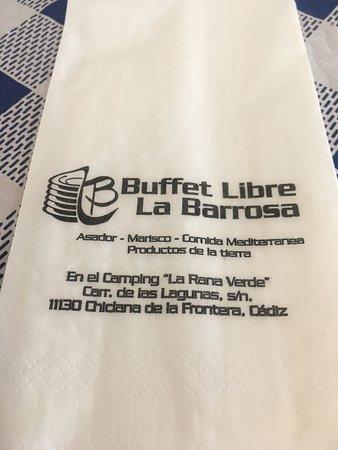 Buffet Libre
La Barrosa
Asador - Marisco - Comida Mediterranea
Productos de la tierra
En el Camping "La Rana Verde"
Carr. de las Lagunas, s/n,
11130 Chiclana de la Frontera, Cádiz